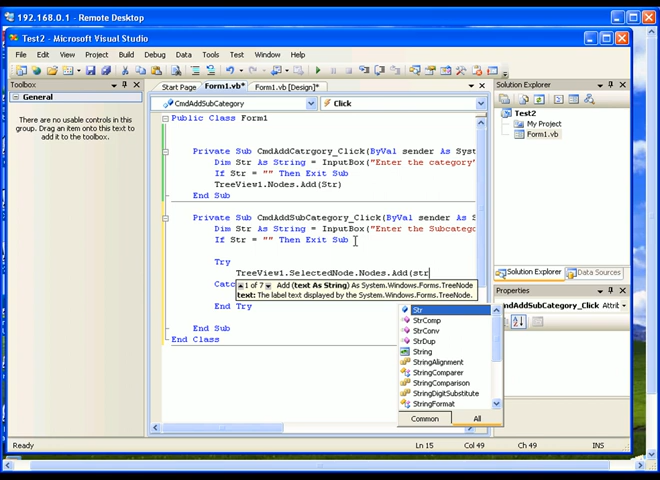 192.168.0.1 - Remote Desktop
Test2 - Microsoft Visual Studio
File Edit View Project Build Debug Data Tools Test Window Help
Toolbox
General
There are no usable controls in this
group. Drag an item onto this text to
add it to the toolbox.
Start Page Form1.vb* Form1.vb [Design]*
CmdAddSubCategory Click
Public Class Form1
Private Sub CmdAddCatrgory_Click(ByVal sender As Syst
Dim Str As String = InputBox("Enter the category"
If Str = "" Then Exit Sub
TreeView1.Nodes.Add(Str)
End Sub
Private Sub CmdAddSubCategory_Click(ByVal sender As S
Dim Str As String = InputBox("Enter the Subcatego
If Str = "" Then Exit Sub
Try
TreeView1.SelectedNode.Nodes.Add(str
Catc
1 of 7 Add (text As String) As System.Windows.Forms.TreeNode
text: The label text displayed by the System.Windows.Forms.TreeNode.
End Try
End Sub
End Class
Str
StrComp
StrConv
StrDup
String
StringAlignment
StringComparer
StringComparison
StringDigitSubstitute
StringFormat
Common All
Solution Explorer
Test2
My Project
Form1.vb
Solution Explorer Data Sources
Properties
CmdAddSubCategory_Click Attrib
Ready Ln 15 Col 49 Ch 49 INS